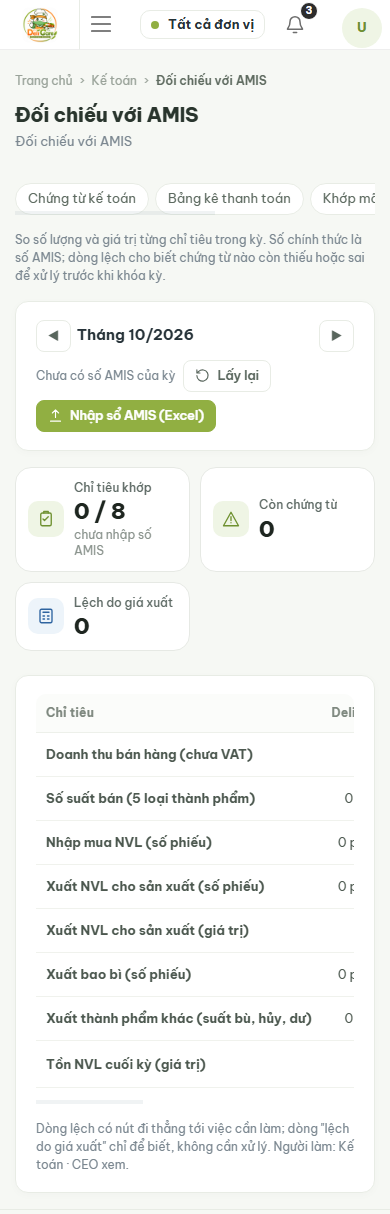 Tất cả đơn vị
3
U
Trang chủ › Kế toán › Đối chiếu với AMIS
Đối chiếu với AMIS
Đối chiếu với AMIS
Chứng từ kế toán
Bảng kê thanh toán
Khớp mã
So số lượng và giá trị từng chỉ tiêu trong kỳ. Số chính thức là
số AMIS; dòng lệch cho biết chứng từ nào còn thiếu hoặc sai
để xử lý trước khi khóa kỳ.
◀ Tháng 10/2026 ▶
Chưa có số AMIS của kỳ
Lấy lại
Nhập sổ AMIS (Excel)
Chỉ tiêu khớp
0 / 8
chưa nhập số
AMIS
Còn chứng từ
0
Lệch do giá xuất
0
Chỉ tiêu
Deli
Doanh thu bán hàng (chưa VAT)
Số suất bán (5 loại thành phẩm)
0
Nhập mua NVL (số phiếu)
0 p
Xuất NVL cho sản xuất (số phiếu)
0 p
Xuất NVL cho sản xuất (giá trị)
Xuất bao bì (số phiếu)
0 p
Xuất thành phẩm khác (suất bù, hủy, dư)
0
Tồn NVL cuối kỳ (giá trị)
Dòng lệch có nút đi thẳng tới việc cần làm; dòng "lệch
do giá xuất" chỉ để biết, không cần xử lý. Người làm: Kế
toán · CEO xem.